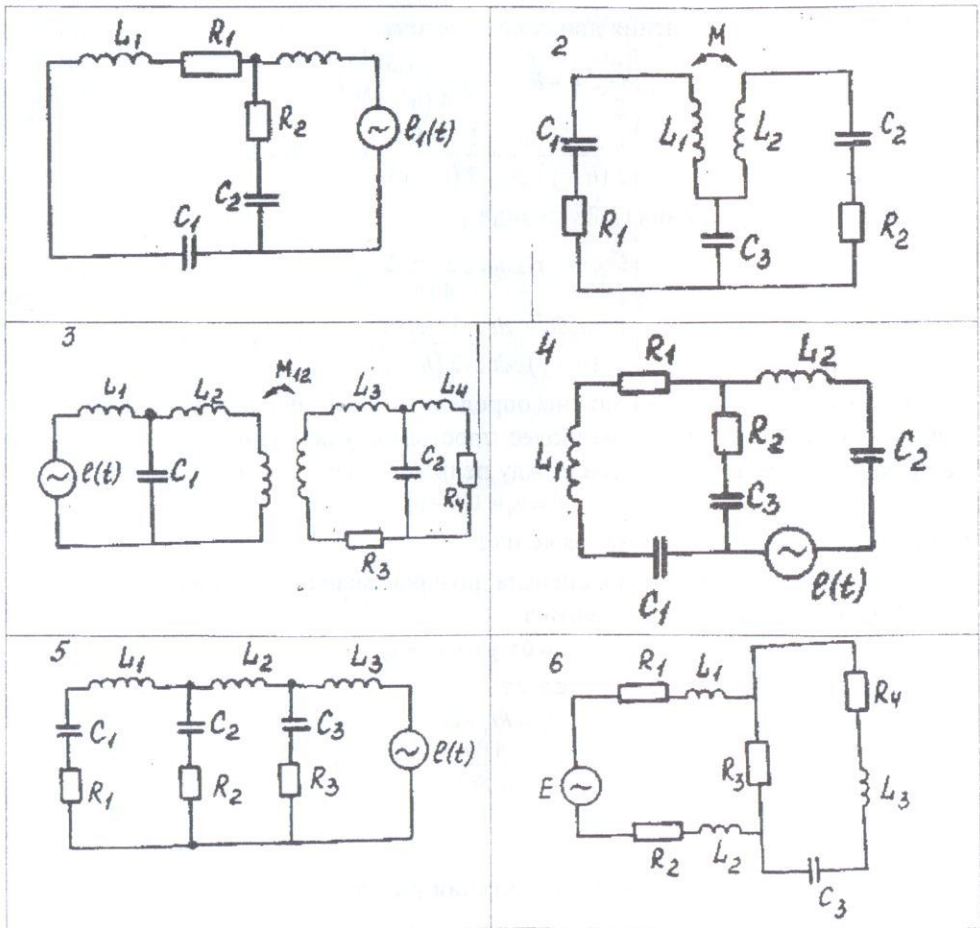 L₁ R₁
R₂ e₁(t)
C₂
C₁
2 M
C₁ L₁ L₂ C₂
R₁ C₃ R₂
3
M₁₂
L₁ L₂ L₃ L₄
e(t) C₁ C₂ R₄
R₃
4
R₁ L₂
L₁ R₂ C₂
C₃
C₁ e(t)
5
L₁ L₂ L₃
C₁ C₂ C₃ e(t)
R₁ R₂ R₃
6
R₁ L₁ R₄
E R₃ L₃
R₂ L₂ C₃